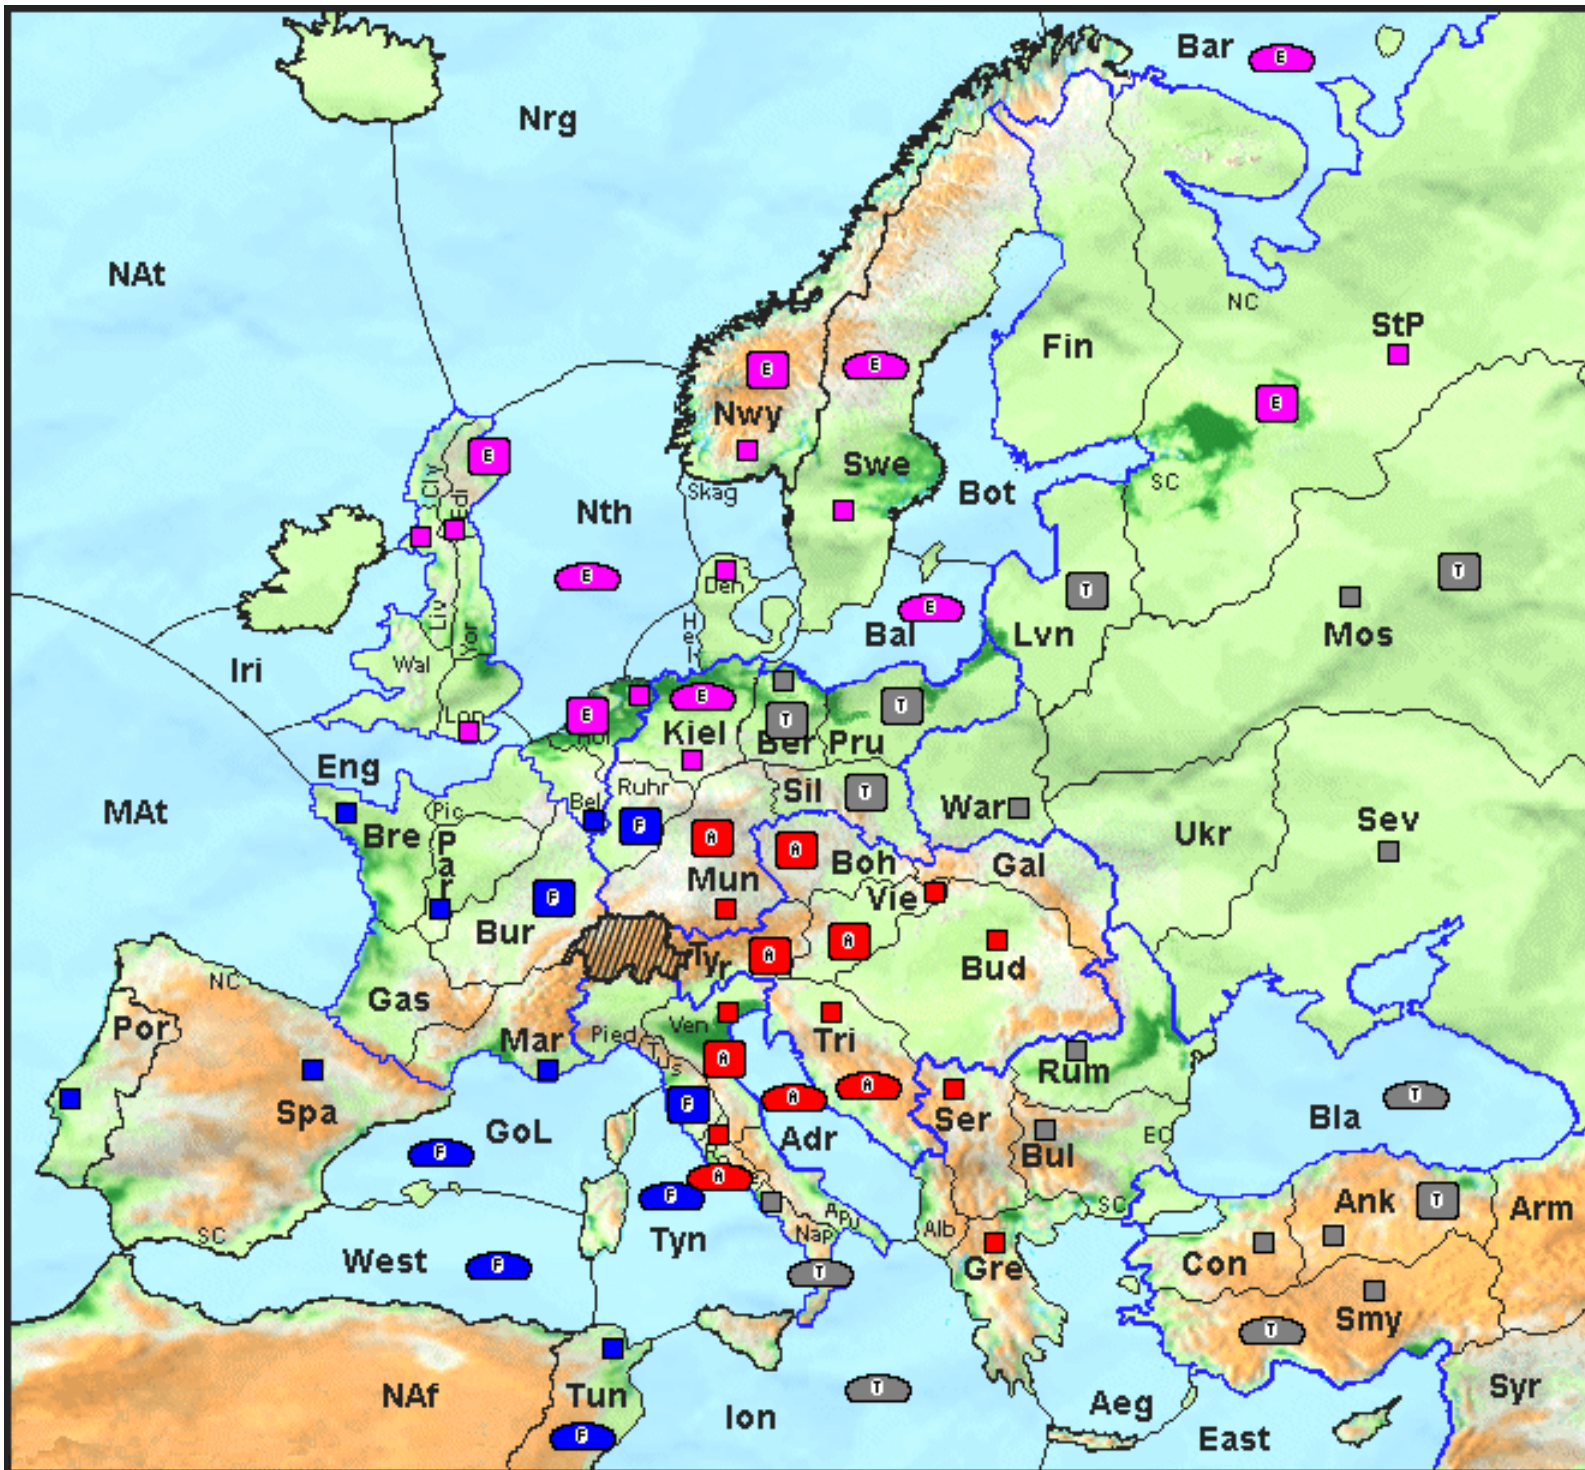 Bar
E
Nrg
NAt
NC
StP
Fin
E
E
Nwy
E
E
Cly
Edi
Swe
SC
Skag
Bot
Nth
T
E
Den
T
E
Hel
Bal
Lvn
Mos
Liv
Yor
Iri
Wal
E
T
E
Lon
Hol
Kiel
T
Ber
Pru
Eng
Ruhr
Sil
T
Bel
War
MAt
Pic
Bre
Par
F
A
A
Boh
Gal
Ukr
Sev
Mun
Vie
F
Bur
A
Tyr
A
Bud
NC
Gas
Por
Mar
Pied
Ven
Tri
Tus
A
Rum
F
A
A
T
Spa
GoL
Adr
Ser
Bla
Bul
EC
F
A
F
SC
Ank
T
Arm
SC
Tyn
Apu
Nap
Alb
West
F
T
Gre
Con
Smy
T
NAf
Tun
T
Ion
Aeg
Syr
F
East